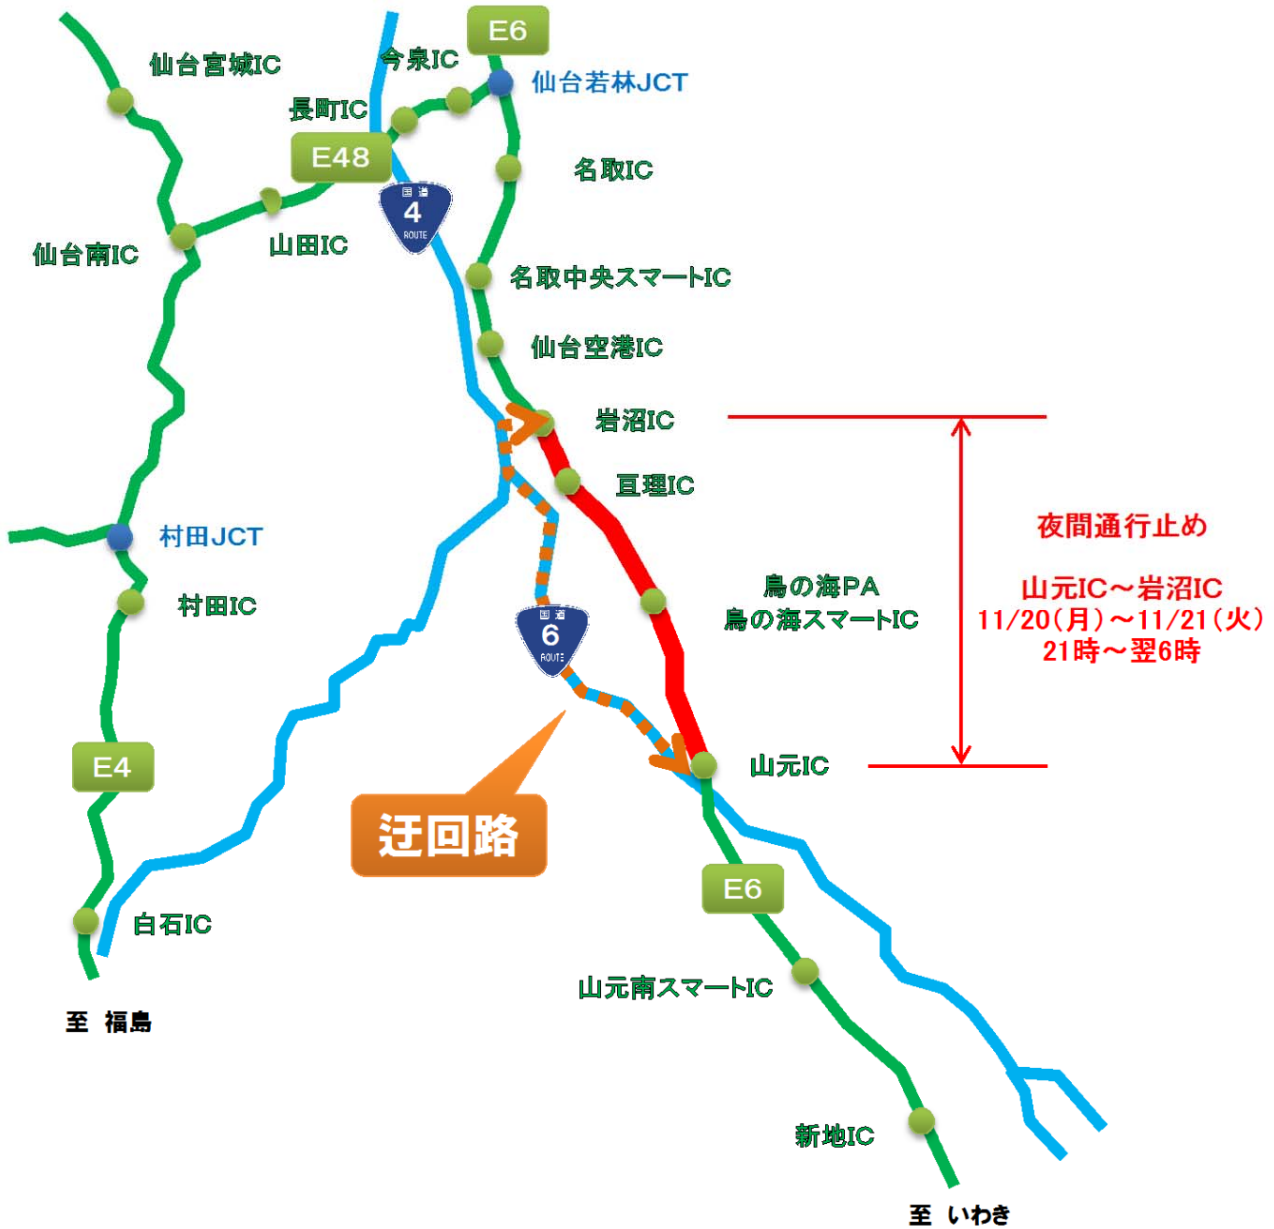 E6
今泉IC
仙台宮城IC
仙台若林JCT
長町IC
E48
名取IC
国道
4
ROUTE
山田IC
仙台南IC
名取中央スマートIC
仙台空港IC
岩沼IC
亘理IC
夜間通行止め
村田JCT
鳥の海PA
鳥の海スマートIC
山元IC～岩沼IC
11/20(月)～11/21(火)
21時～翌6時
村田IC
国道
6
ROUTE
山元IC
E4
迂回路
E6
白石IC
山元南スマートIC
至 福島
新地IC
至 いわき